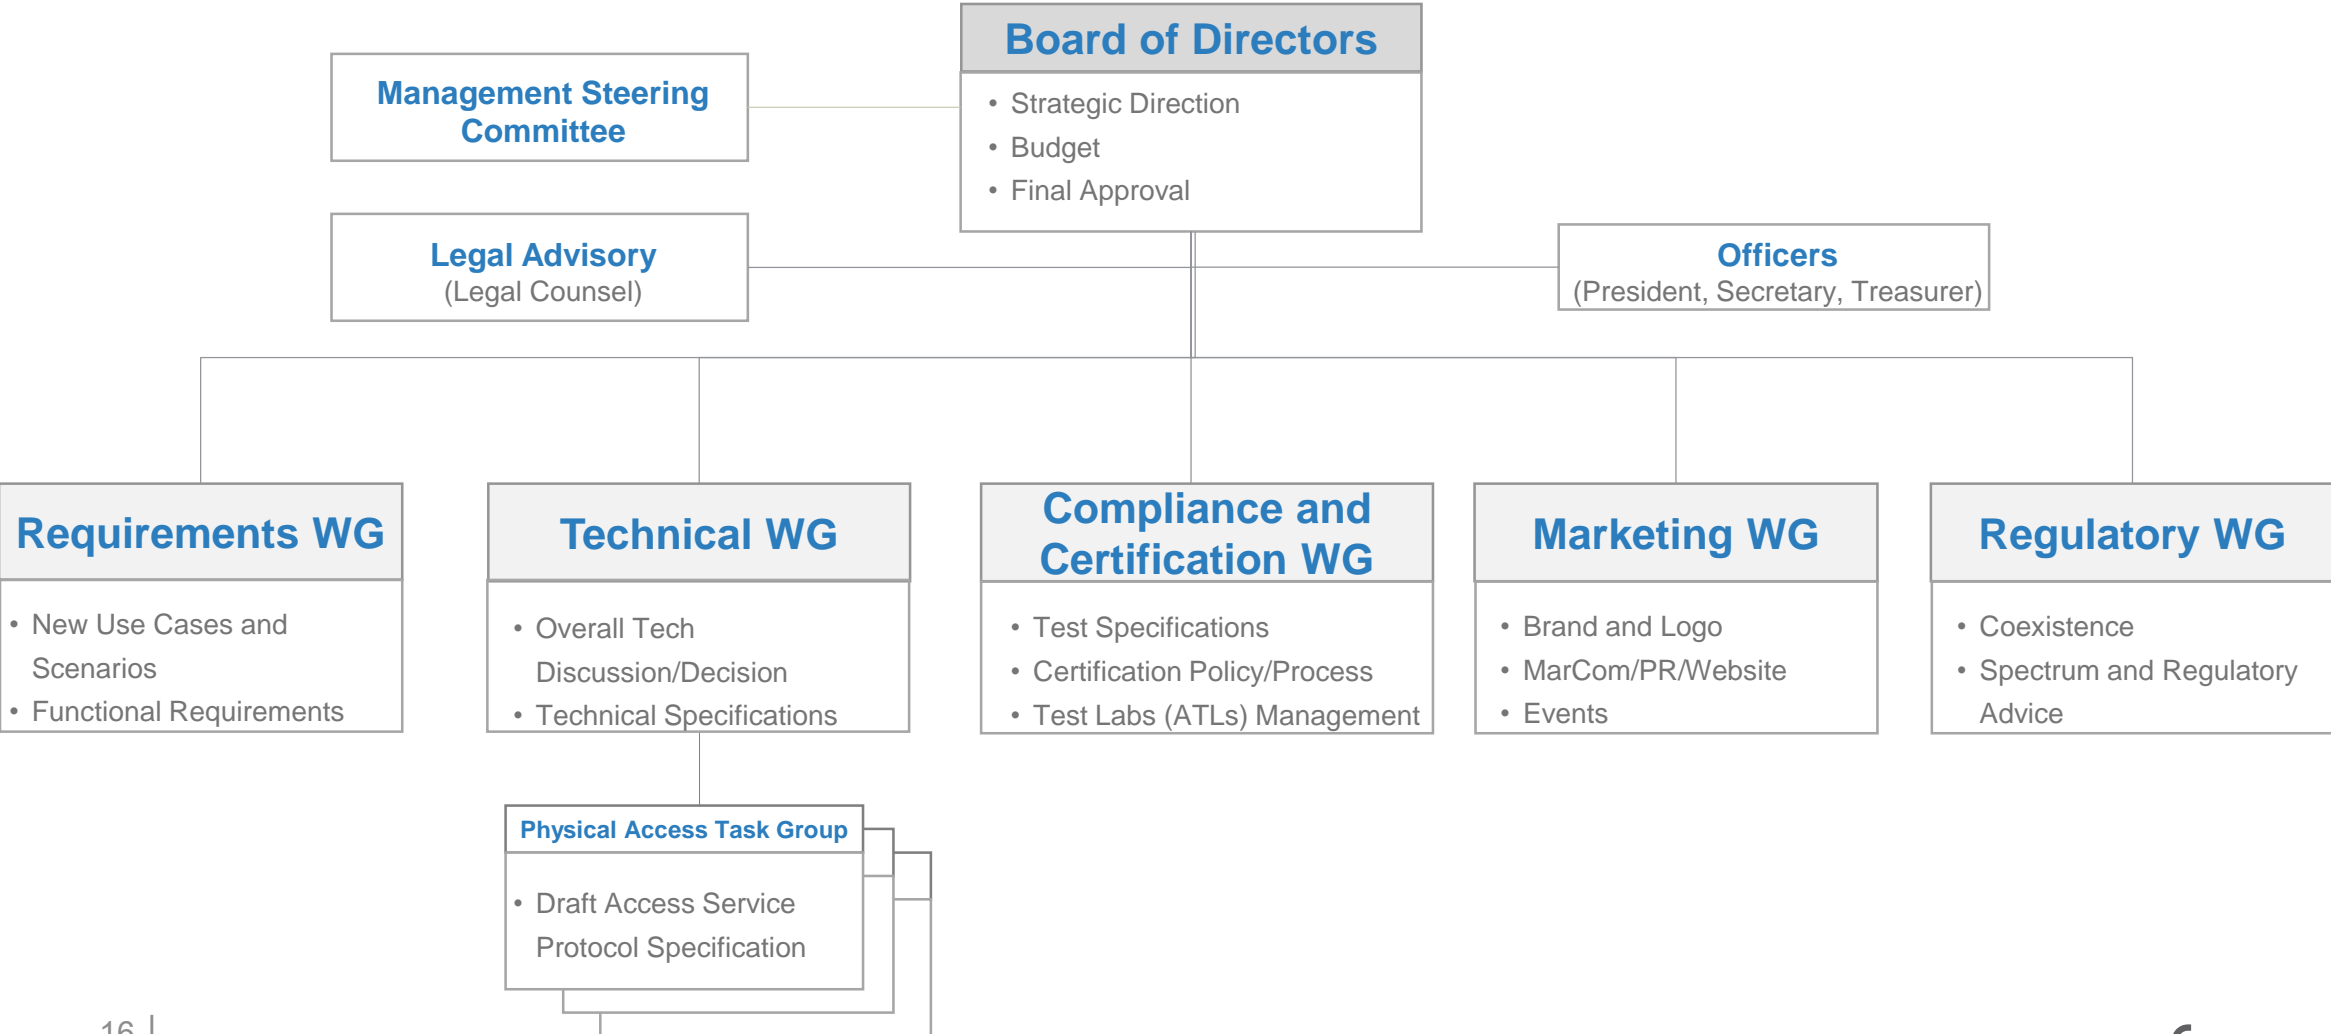 Board of Directors
• Strategic Direction
• Budget
• Final Approval
Management Steering
Committee
Legal Advisory
(Legal Counsel)
Officers
(President, Secretary, Treasurer)
Requirements WG
• New Use Cases and
Scenarios
• Functional Requirements
Technical WG
• Overall Tech
Discussion/Decision
• Technical Specifications
Compliance and
Certification WG
• Test Specifications
• Certification Policy/Process
• Test Labs (ATLs) Management
Marketing WG
• Brand and Logo
• MarCom/PR/Website
• Events
Regulatory WG
• Coexistence
• Spectrum and Regulatory
Advice
Physical Access Task Group
• Draft Access Service
Protocol Specification
16